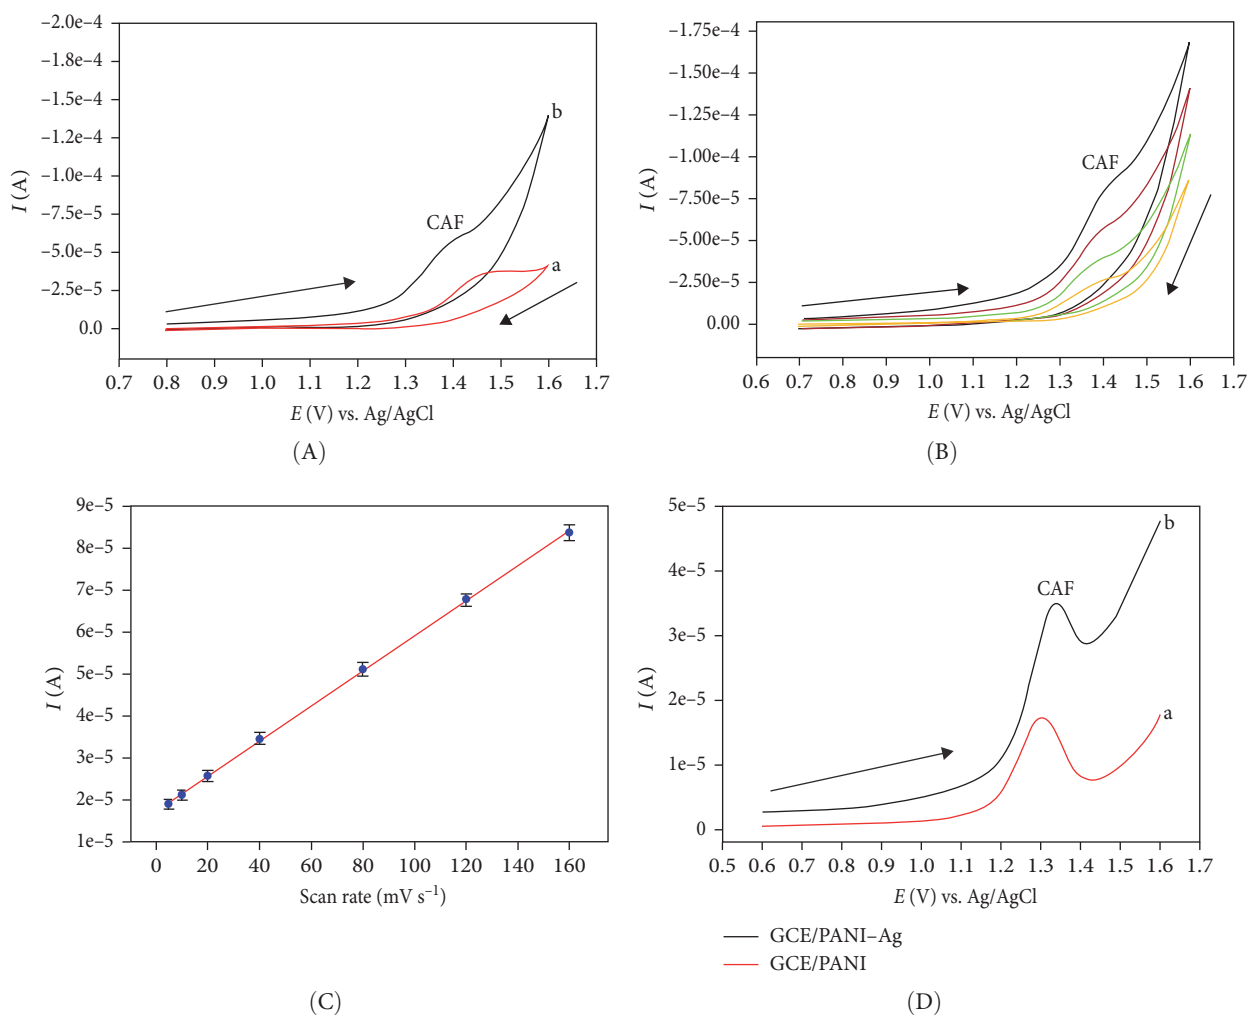 −2.0e−4
−1.8e−4
−1.5e−4
−1.2e−4
−1.0e−4
−7.5e−5
−5.0e−5
−2.5e−5
0.0
I (A)
b
CAF
a
0.7 0.8 0.9 1.0 1.1 1.2 1.3 1.4 1.5 1.6 1.7
E (V) vs. Ag/AgCl
(A)
−1.75e−4
−1.50e−4
−1.25e−4
−1.00e−4
−7.50e−5
−5.00e−5
−2.50e−5
0.00
I (A)
CAF
0.6 0.7 0.8 0.9 1.0 1.1 1.2 1.3 1.4 1.5 1.6 1.7
E (V) vs. Ag/AgCl
(B)
9e−5
8e−5
7e−5
6e−5
5e−5
4e−5
3e−5
2e−5
1e−5
I (A)
0 20 40 60 80 100 120 140 160
Scan rate (mV s⁻¹)
(C)
5e−5
4e−5
3e−5
2e−5
1e−5
0
I (A)
b
CAF
a
0.5 0.6 0.7 0.8 0.9 1.0 1.1 1.2 1.3 1.4 1.5 1.6 1.7
E (V) vs. Ag/AgCl
GCE/PANI−Ag
GCE/PANI
(D)